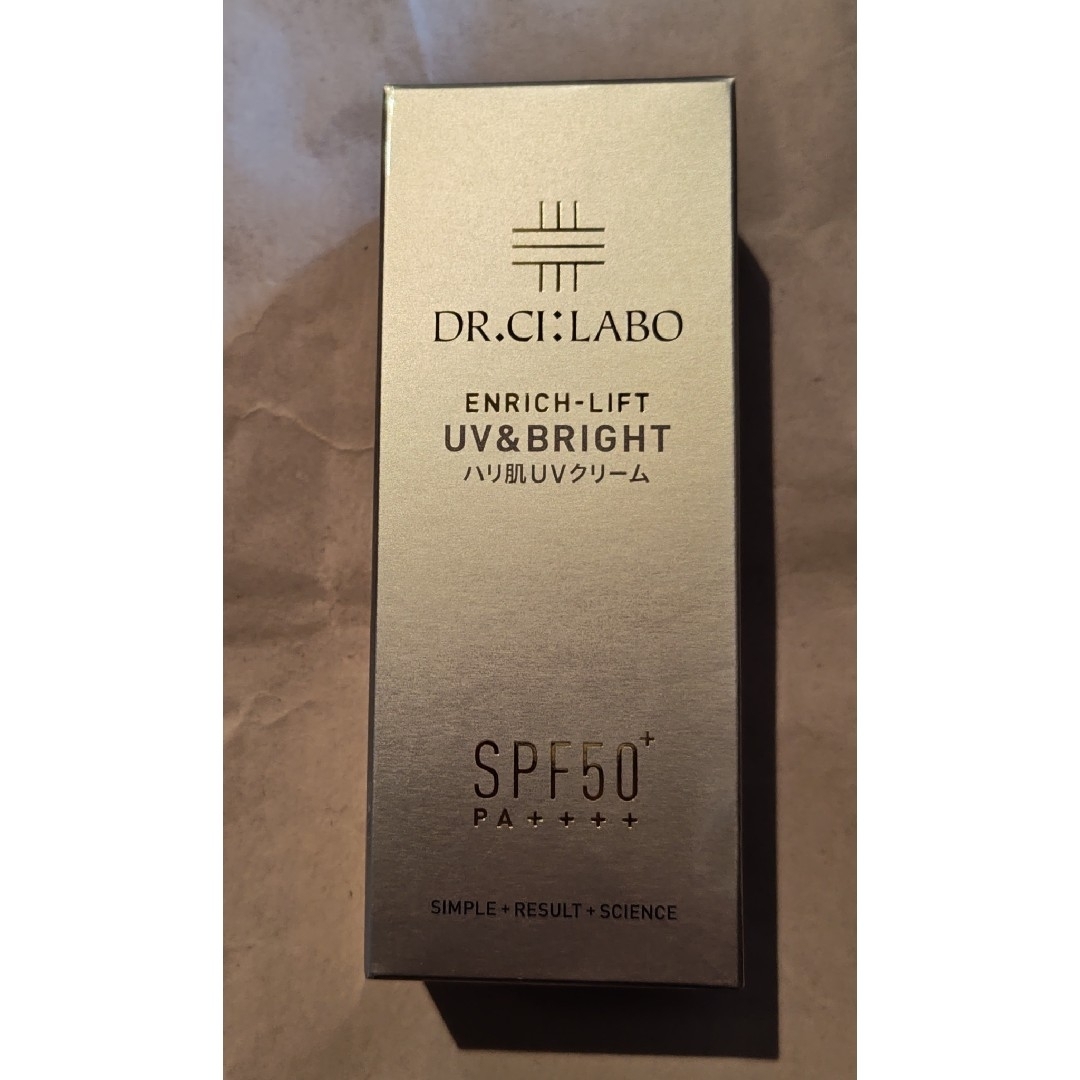 DR.CI:LABO
ENRICH-LIFT
UV&BRIGHT
ハリ肌UVクリーム
SPF50+
PA++++
SIMPLE+RESULT+SCIENCE